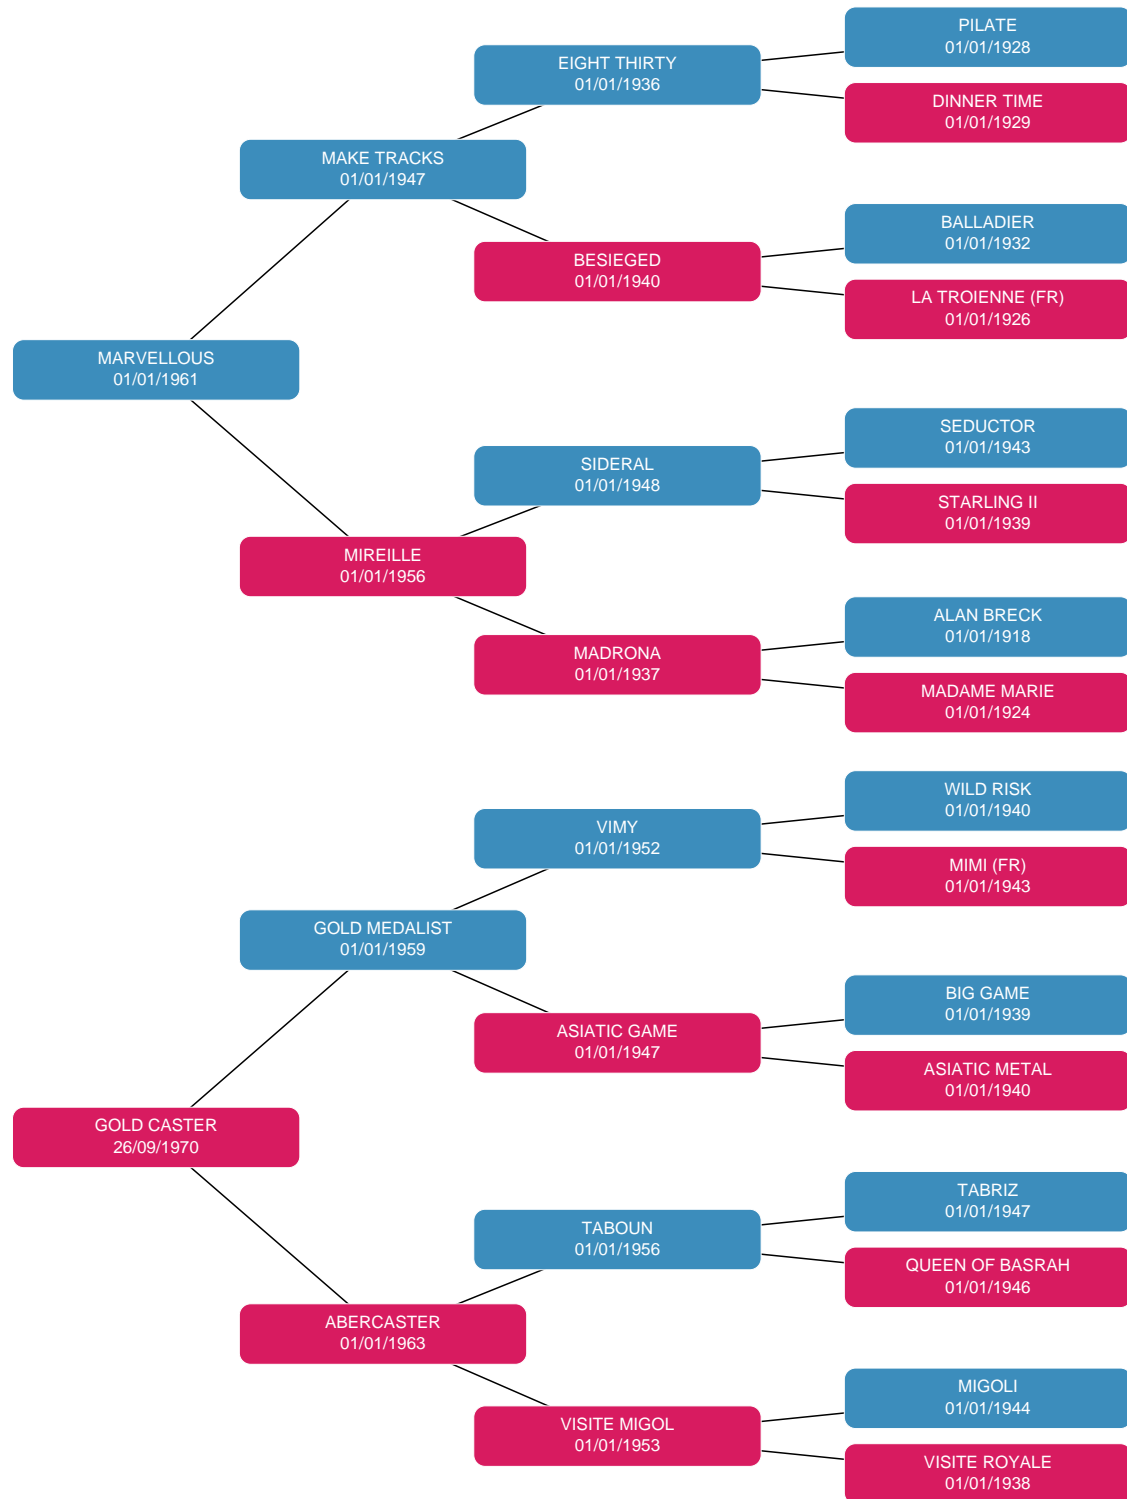 PILATE
01/01/1928
EIGHT THIRTY
01/01/1936
DINNER TIME
01/01/1929
MAKE TRACKS
01/01/1947
BALLADIER
01/01/1932
BESIEGED
01/01/1940
LA TROIENNE (FR)
01/01/1926
MARVELLOUS
01/01/1961
SEDUCTOR
01/01/1943
SIDERAL
01/01/1948
STARLING II
01/01/1939
MIREILLE
01/01/1956
ALAN BRECK
01/01/1918
MADRONA
01/01/1937
MADAME MARIE
01/01/1924
WILD RISK
01/01/1940
VIMY
01/01/1952
MIMI (FR)
01/01/1943
GOLD MEDALIST
01/01/1959
BIG GAME
01/01/1939
ASIATIC GAME
01/01/1947
ASIATIC METAL
01/01/1940
GOLD CASTER
26/09/1970
TABRIZ
01/01/1947
TABOUN
01/01/1956
QUEEN OF BASRAH
01/01/1946
ABERCASTER
01/01/1963
MIGOLI
01/01/1944
VISITE MIGOL
01/01/1953
VISITE ROYALE
01/01/1938